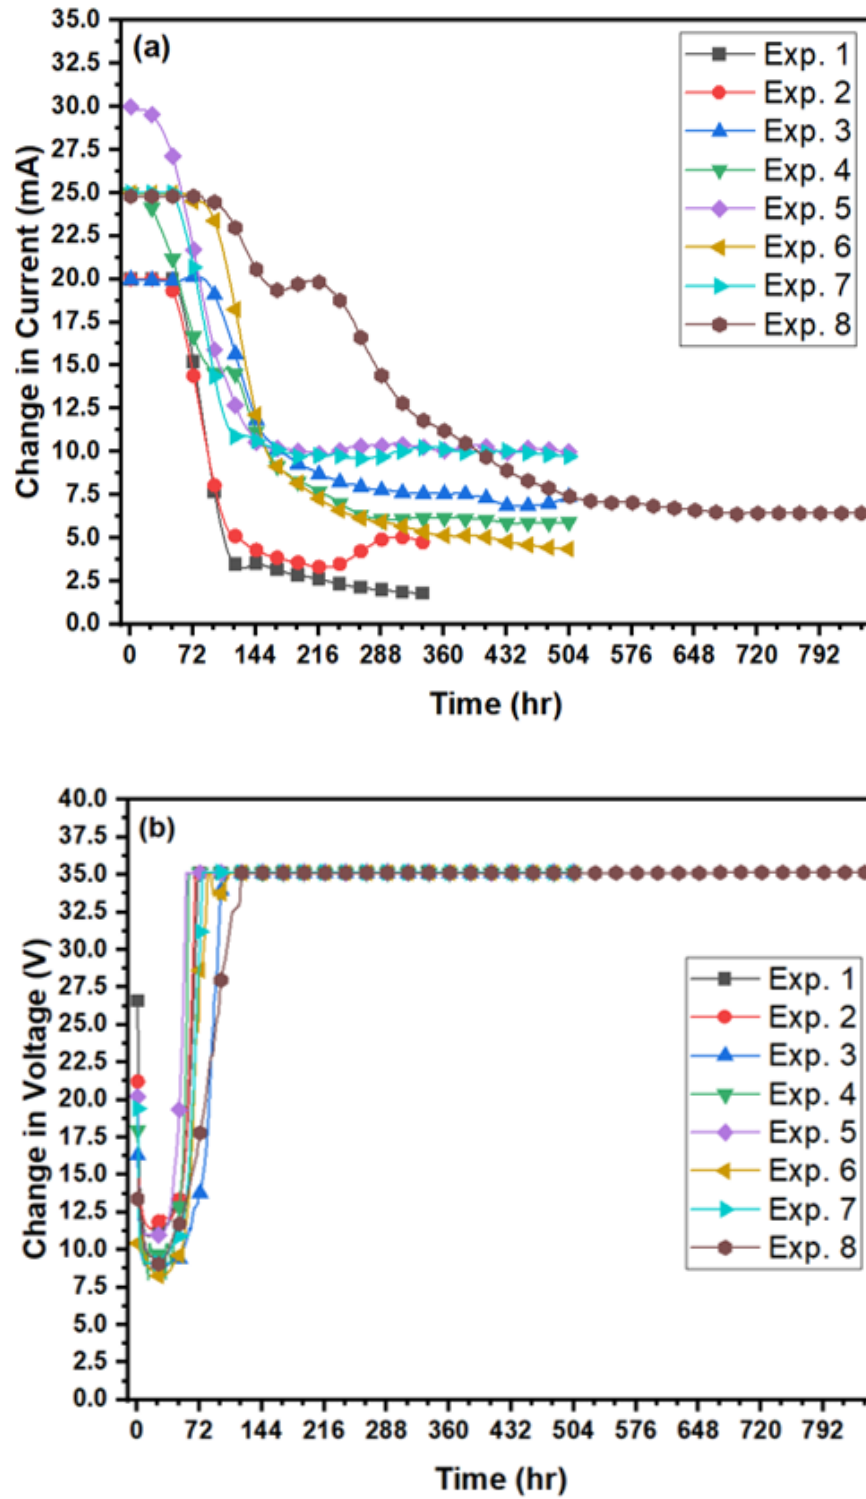 (a)
35.0
32.5
30.0
27.5
25.0
22.5
20.0
17.5
15.0
12.5
10.0
7.5
5.0
2.5
0.0
Change in Current (mA)
Exp. 1
Exp. 2
Exp. 3
Exp. 4
Exp. 5
Exp. 6
Exp. 7
Exp. 8
0 72 144 216 288 360 432 504 576 648 720 792
Time (hr)
(b)
40.0
37.5
35.0
32.5
30.0
27.5
25.0
22.5
20.0
17.5
15.0
12.5
10.0
7.5
5.0
2.5
0.0
Change in Voltage (V)
Exp. 1
Exp. 2
Exp. 3
Exp. 4
Exp. 5
Exp. 6
Exp. 7
Exp. 8
0 72 144 216 288 360 432 504 576 648 720 792
Time (hr)